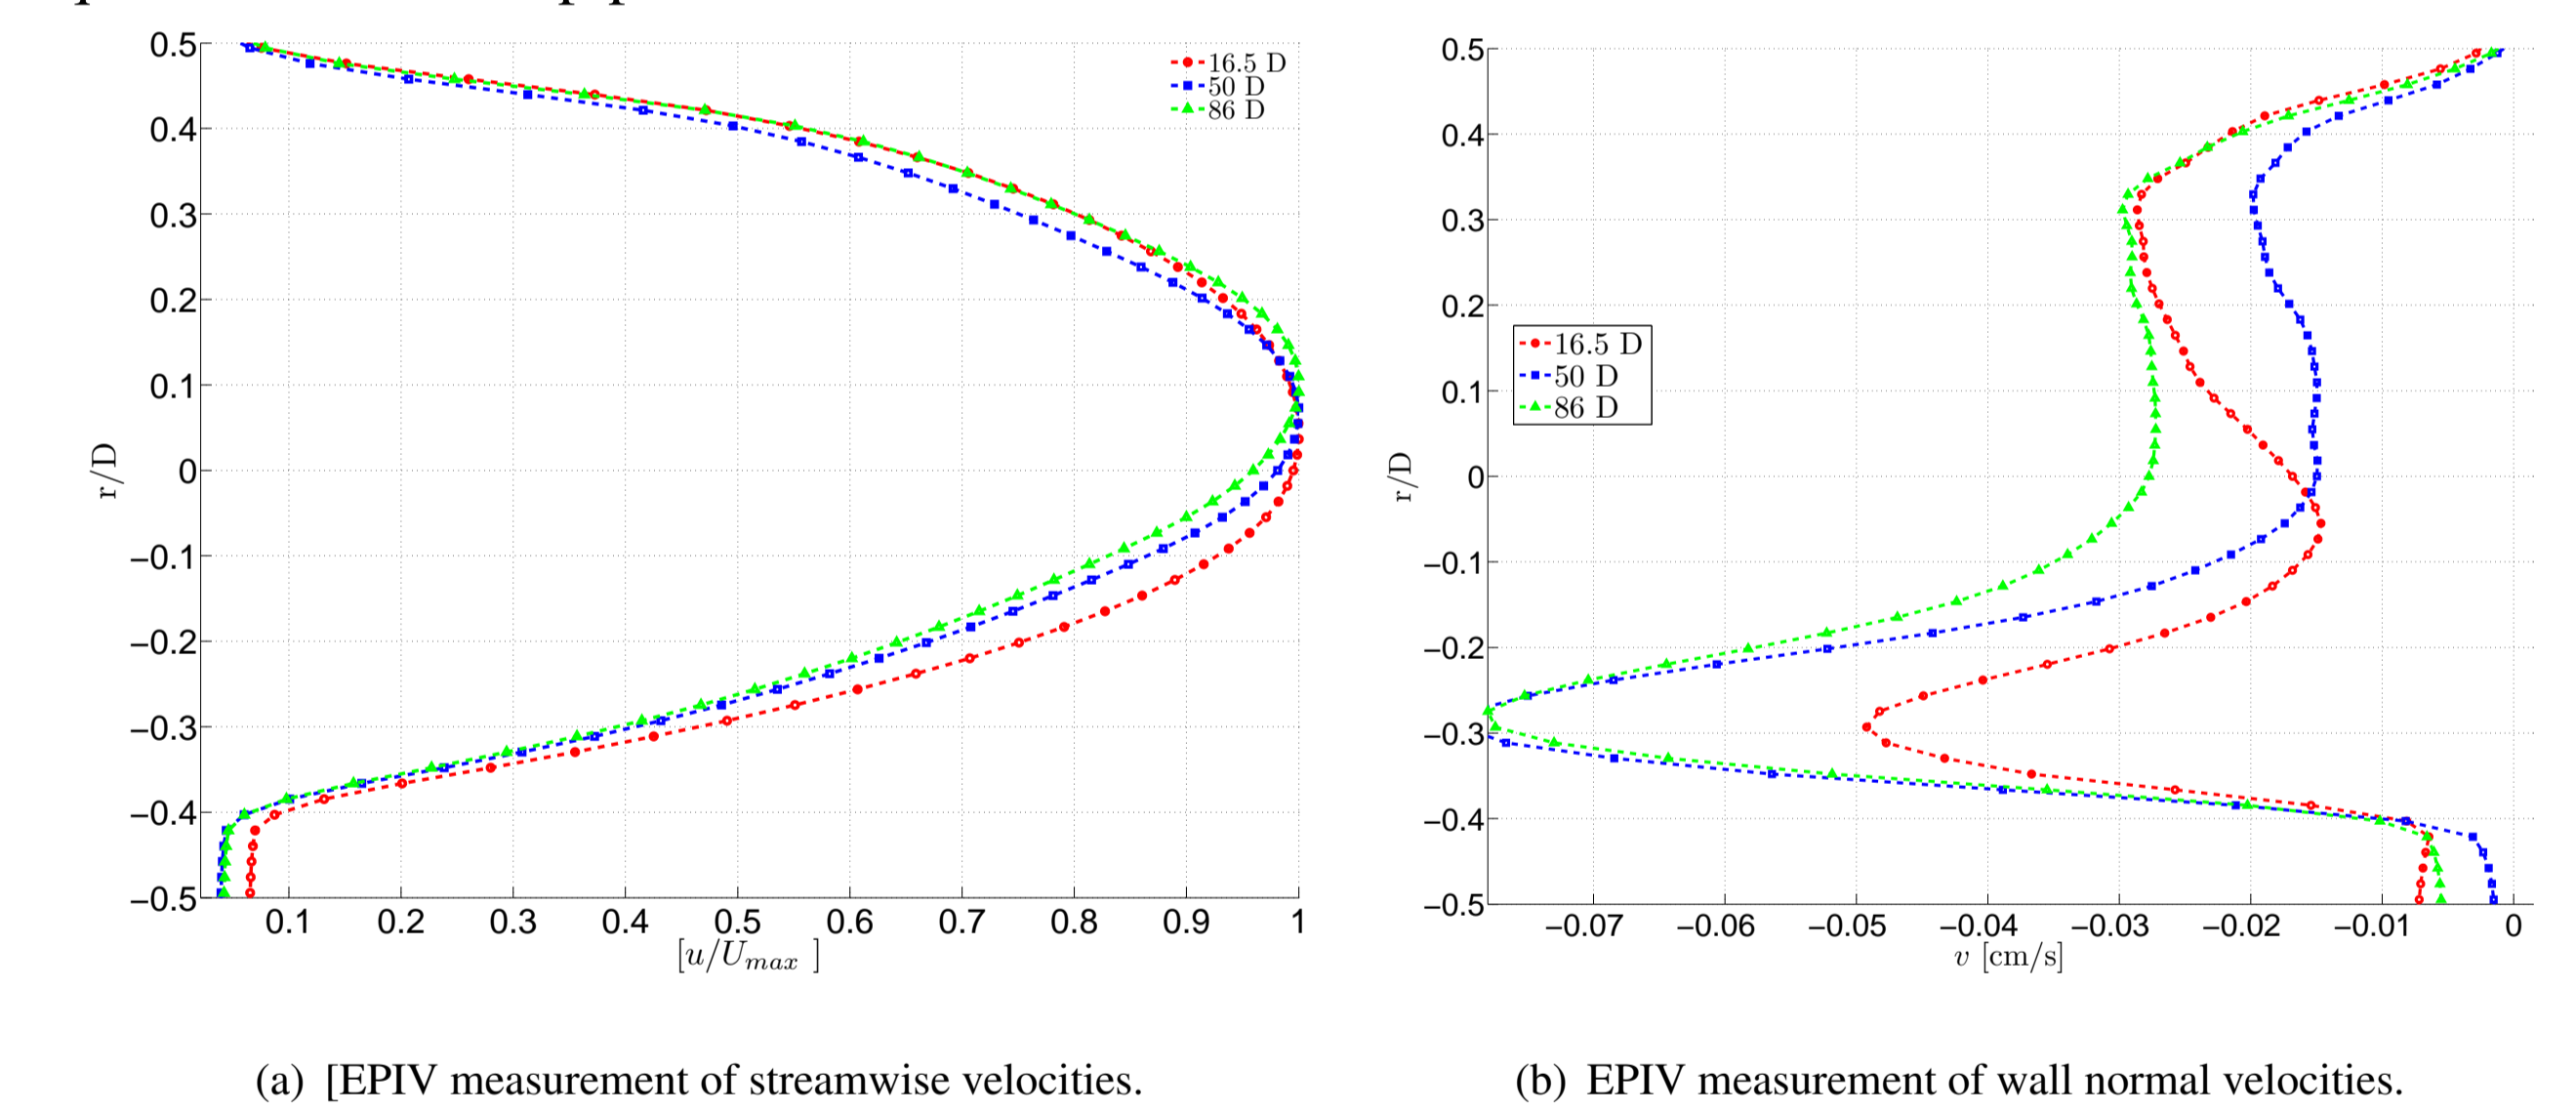 0.5
0.4
0.3
0.2
0.1
0
−0.1
−0.2
−0.3
−0.4
−0.5
r/D
16.5 D
50 D
86 D
0.1 0.2 0.3 0.4 0.5 0.6 0.7 0.8 0.9 1
[u/Umax ]
(a) [EPIV measurement of streamwise velocities.
0.5
0.4
0.3
0.2
0.1
0
−0.1
−0.2
−0.3
−0.4
−0.5
r/D
16.5 D
50 D
86 D
−0.07 −0.06 −0.05 −0.04 −0.03 −0.02 −0.01 0
v [cm/s]
(b) EPIV measurement of wall normal velocities.